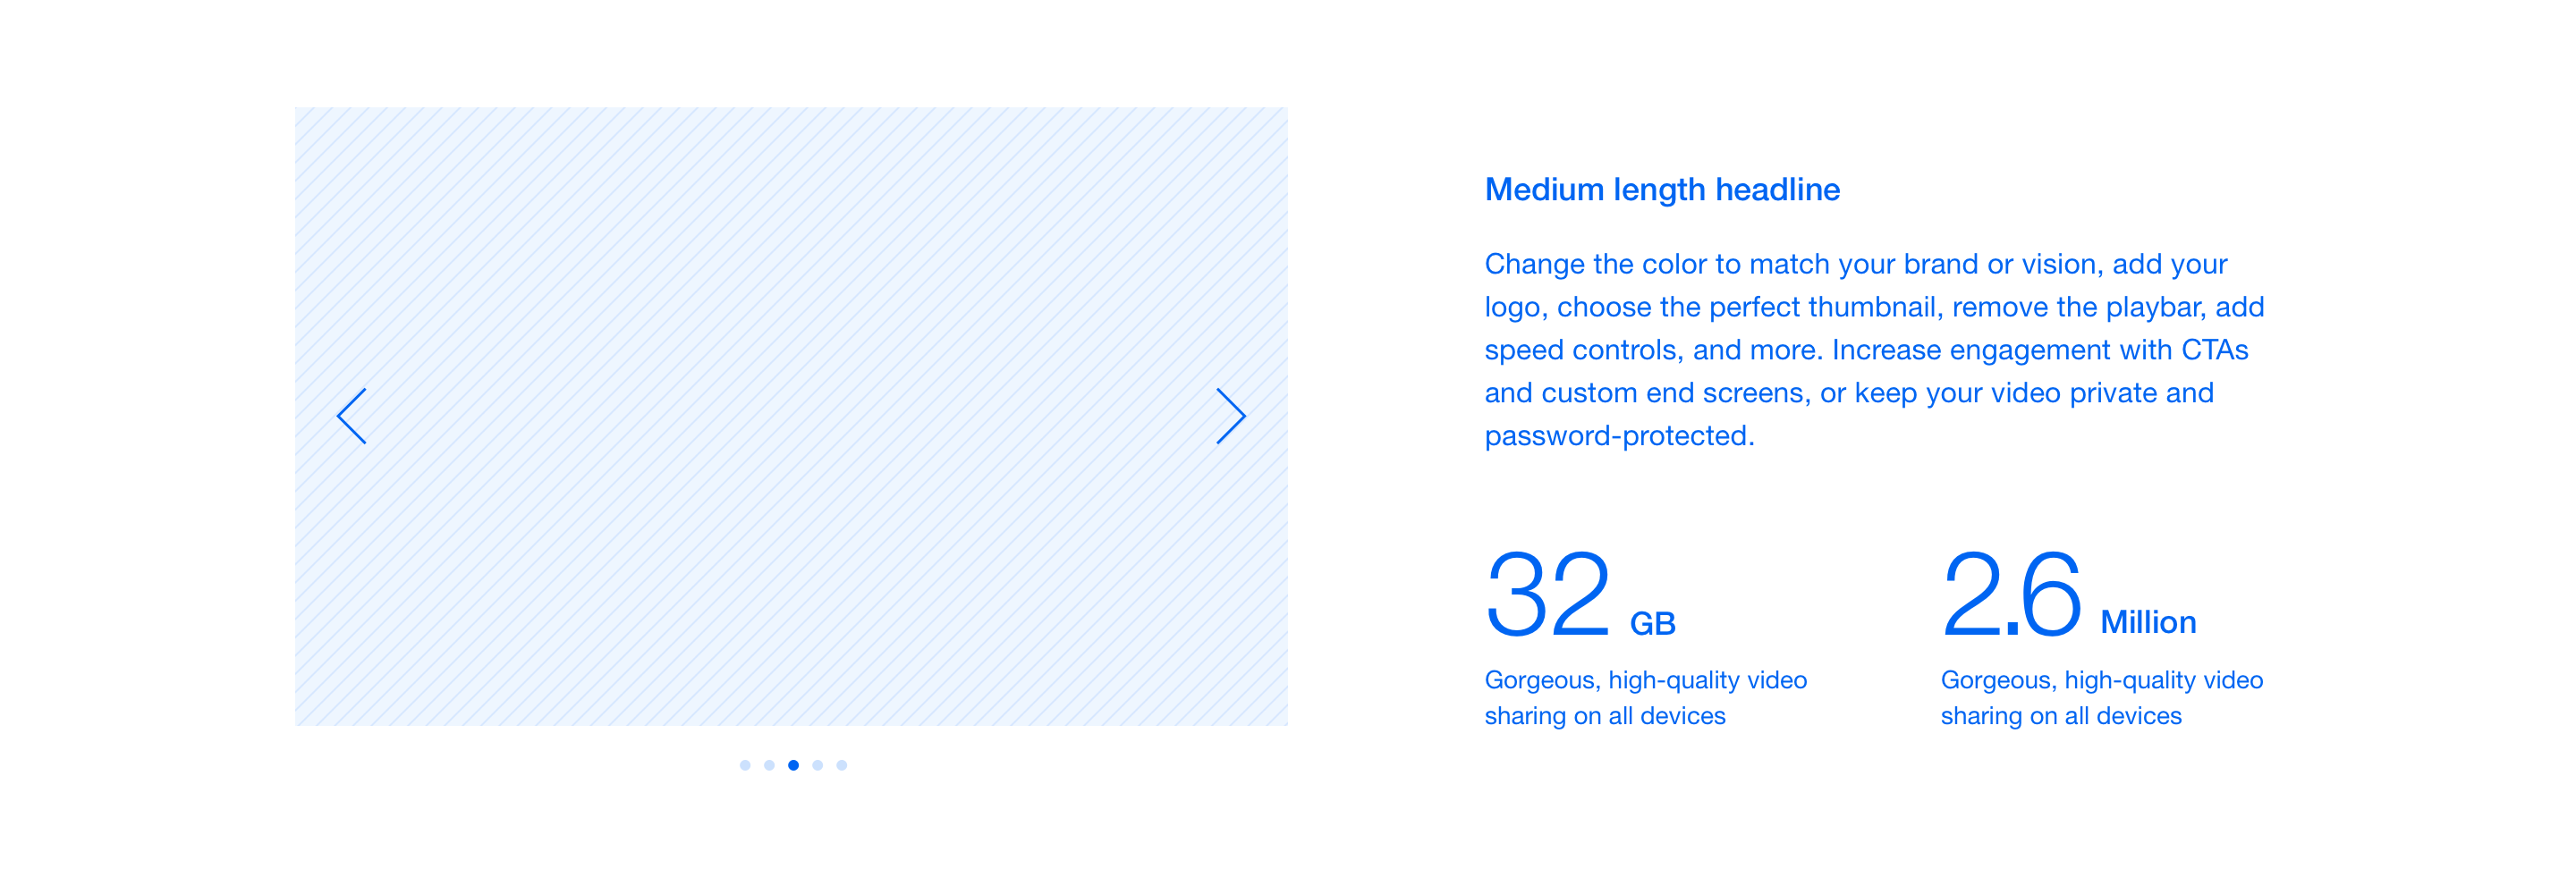 Medium length headline
Change the color to match your brand or vision, add your
logo, choose the perfect thumbnail, remove the playbar, add
speed controls, and more. Increase engagement with CTAs
and custom end screens, or keep your video private and
password-protected.
32 GB
Gorgeous, high-quality video
sharing on all devices
2.6 Million
Gorgeous, high-quality video
sharing on all devices